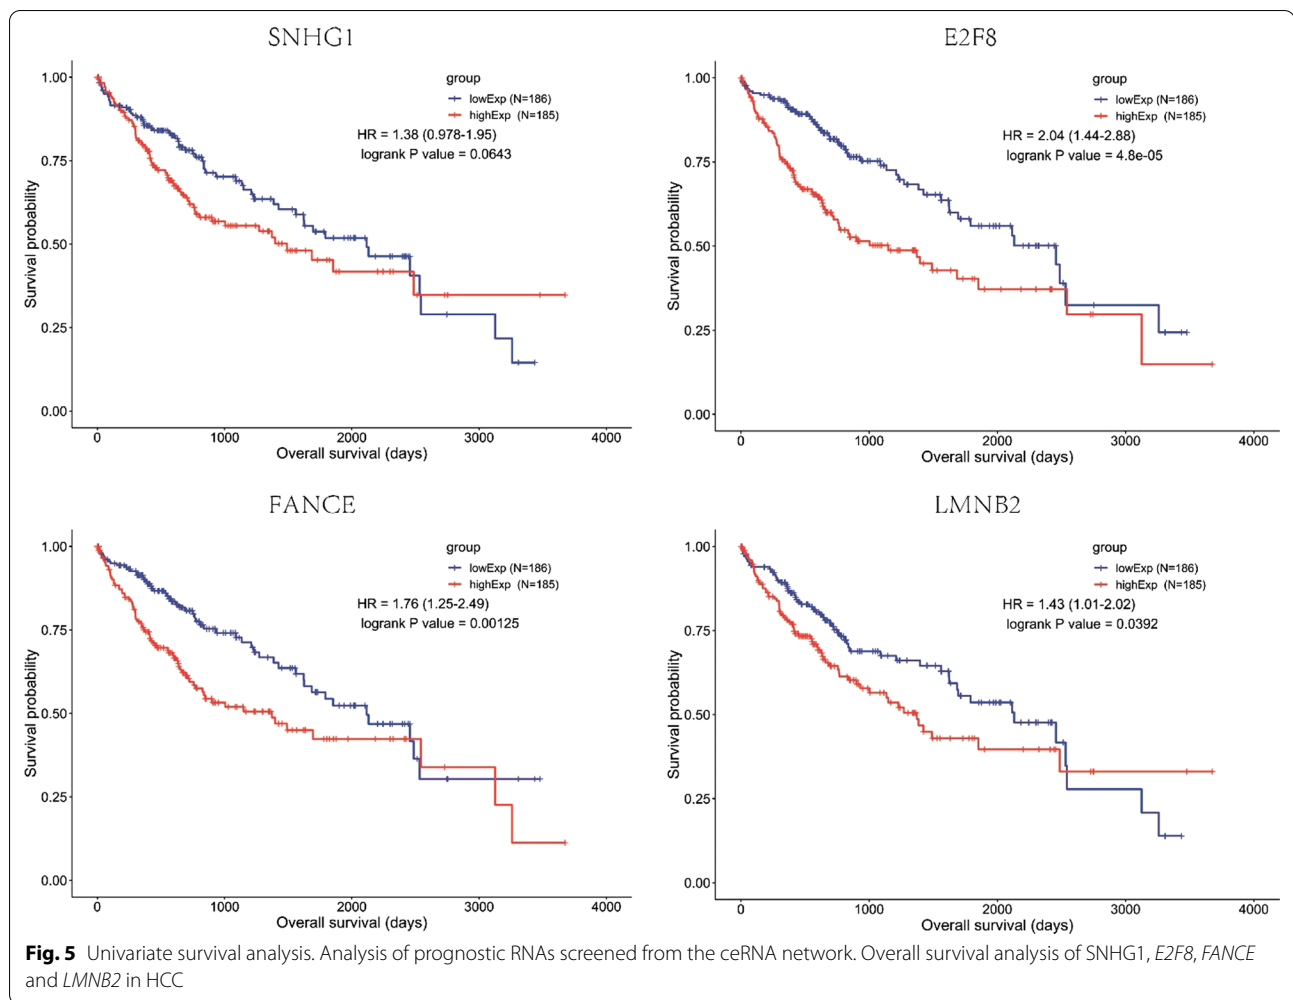 SNHG1
1.00
0.75
0.50
0.25
0.00
Survival probability
group
lowExp (N=186)
highExp (N=185)
HR = 1.38 (0.978-1.95)
logrank P value = 0.0643
0 1000 2000 3000 4000
Overall survival (days)
E2F8
1.00
0.75
0.50
0.25
0.00
Survival probability
group
lowExp (N=186)
highExp (N=185)
HR = 2.04 (1.44-2.88)
logrank P value = 4.8e-05
0 1000 2000 3000 4000
Overall survival (days)
FANCE
1.00
0.75
0.50
0.25
0.00
Survival probability
group
lowExp (N=186)
highExp (N=185)
HR = 1.76 (1.25-2.49)
logrank P value = 0.00125
0 1000 2000 3000 4000
Overall survival (days)
LMNB2
1.00
0.75
0.50
0.25
0.00
Survival probability
group
lowExp (N=186)
highExp (N=185)
HR = 1.43 (1.01-2.02)
logrank P value = 0.0392
0 1000 2000 3000 4000
Overall survival (days)
Fig. 5 Univariate survival analysis. Analysis of prognostic RNAs screened from the ceRNA network. Overall survival analysis of SNHG1, E2F8, FANCE
and LMNB2 in HCC